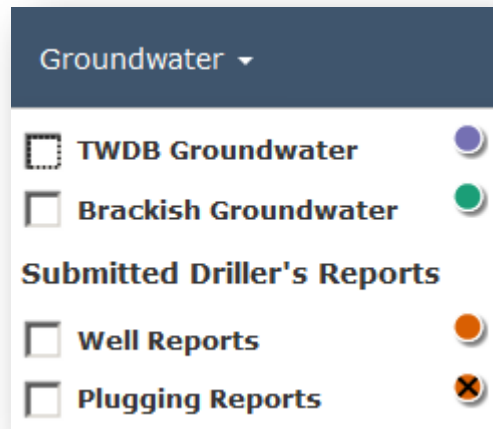 Groundwater
TWDB Groundwater
Brackish Groundwater
Submitted Driller's Reports
Well Reports
Plugging Reports